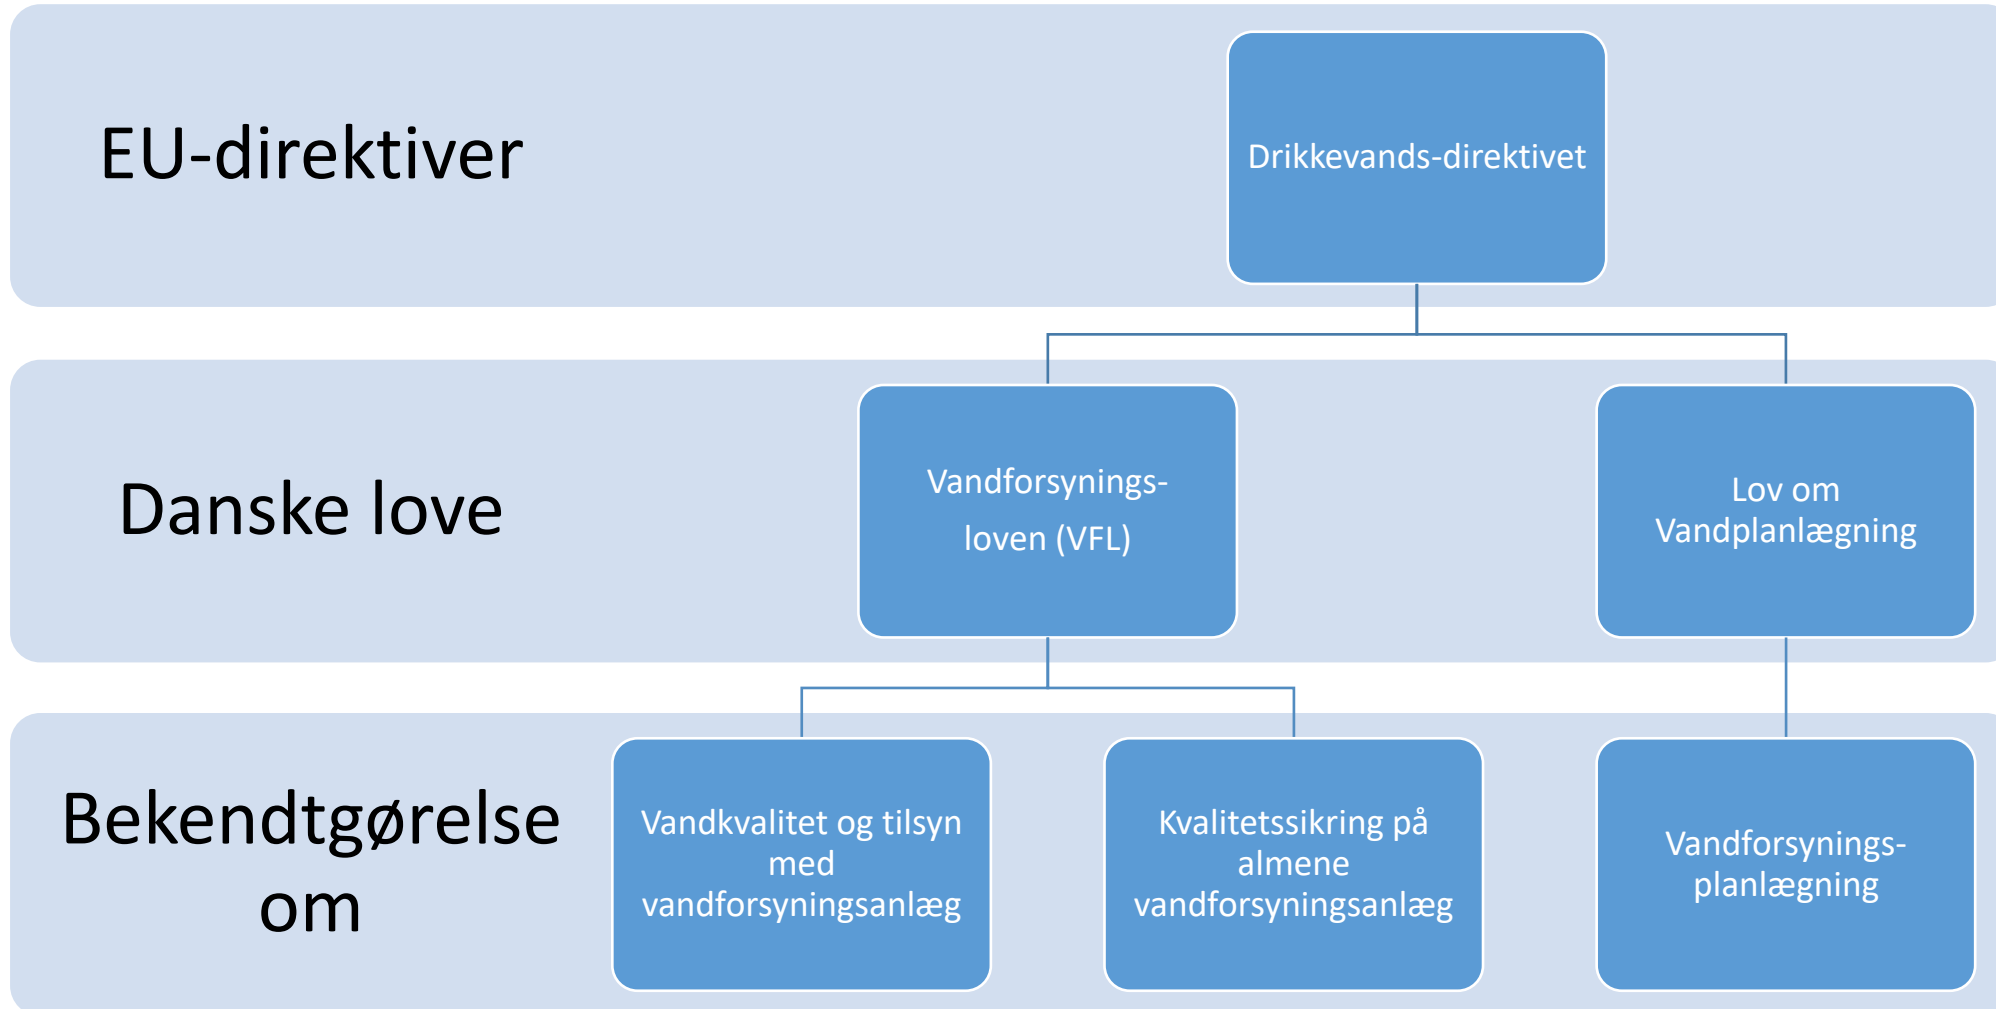 EU-direktiver
Drikkevands-direktivet
Danske love
Vandforsynings-
loven (VFL)
Lov om
Vandplanlægning
Bekendtgørelse
om
Vandkvalitet og tilsyn
med
vandforsyningsanlæg
Kvalitetssikring på
almene
vandforsyningsanlæg
Vandforsynings-
planlægning